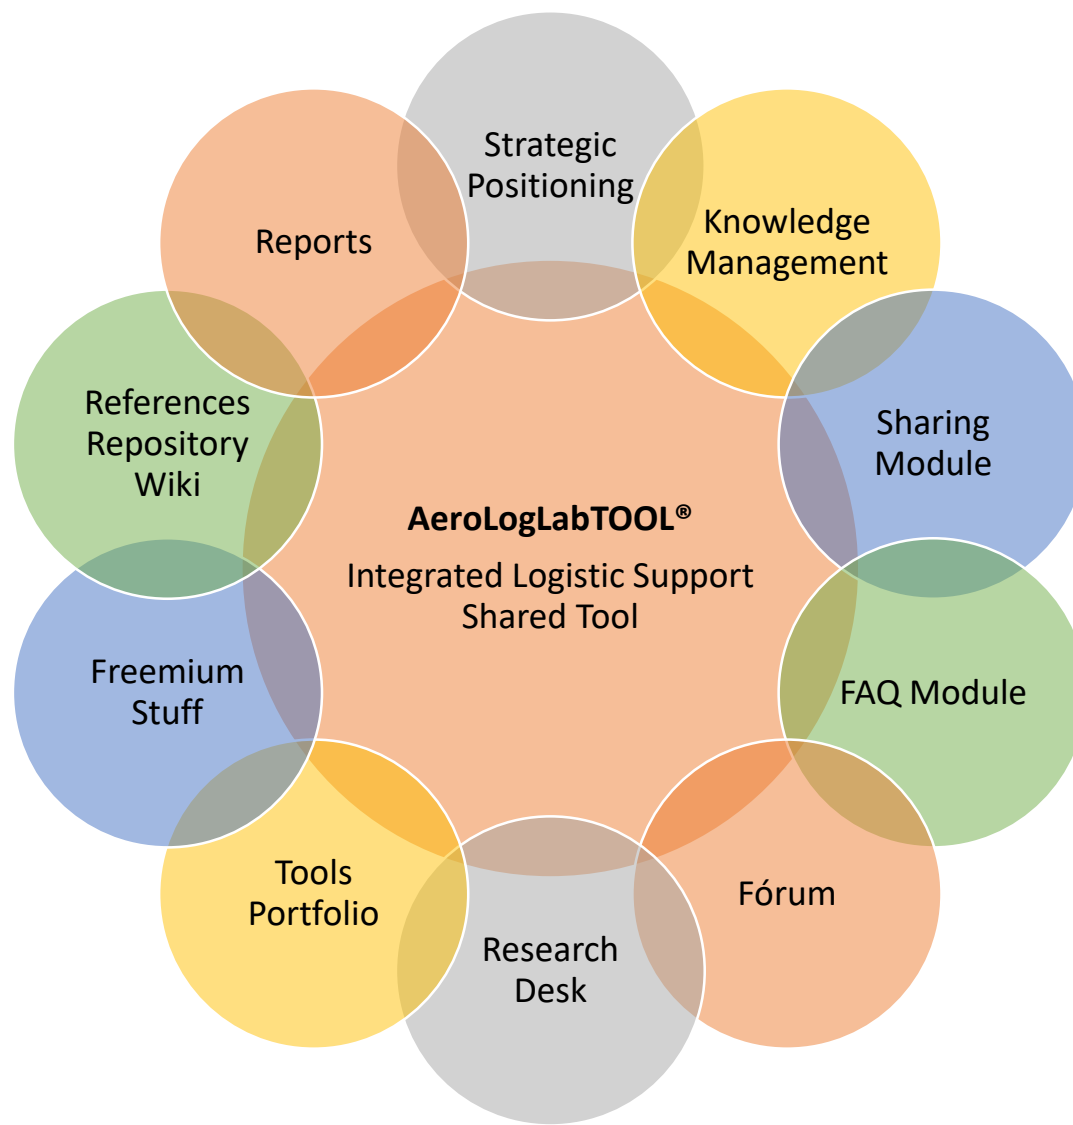 Strategic
Positioning
Knowledge
Management
Sharing
Module
FAQ Module
Fórum
Research
Desk
Tools
Portfolio
Freemium
Stuff
References
Repository
Wiki
Reports
AeroLogLabTOOL®
Integrated Logistic Support
Shared Tool